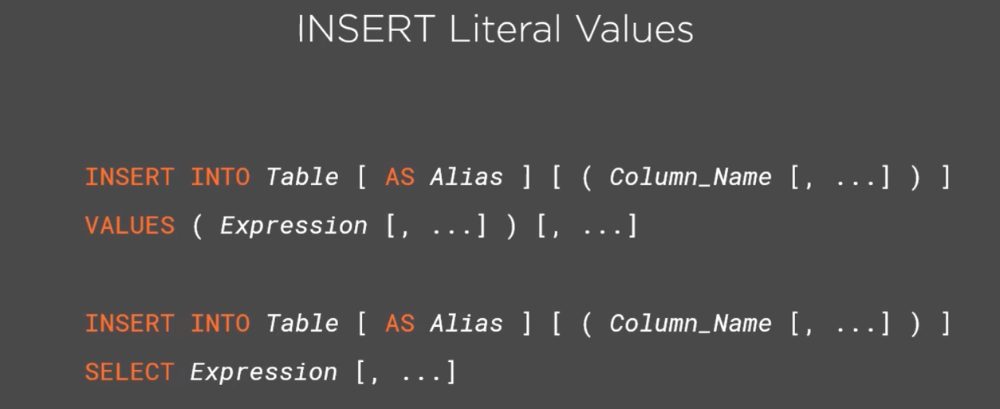 INSERT Literal Values
INSERT INTO Table [ AS Alias ] [ ( Column_Name [, ...] ) ]
VALUES ( Expression [, ...] ) [, ...]
INSERT INTO Table [ AS Alias ] [ ( Column_Name [, ...] ) ]
SELECT Expression [, ...]